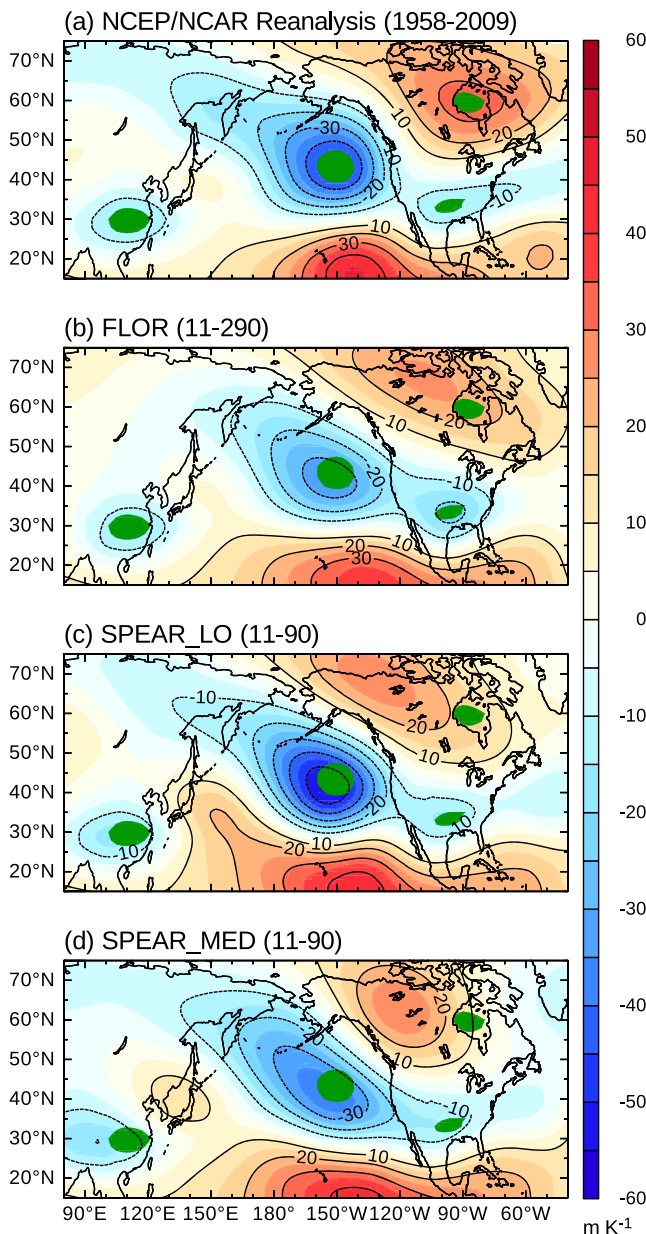 (a) NCEP/NCAR Reanalysis (1958-2009)
70°N
60°N
50°N
40°N
30°N
20°N
30
10
20
10
20
10
10
30
(b) FLOR (11-290)
70°N
60°N
50°N
40°N
30°N
20°N
10
20
20
-10
20
10
30
(c) SPEAR_LO (11-90)
70°N
60°N
50°N
40°N
30°N
20°N
-10
20
10
20
10
-10
20
10
(d) SPEAR_MED (11-90)
70°N
60°N
50°N
40°N
30°N
20°N
20
10
-30
-10
20
10
90°E 120°E 150°E 180° 150°W 120°W 90°W 60°W
60
50
40
30
20
10
0
-10
-20
-30
-40
-50
-60
m K⁻¹